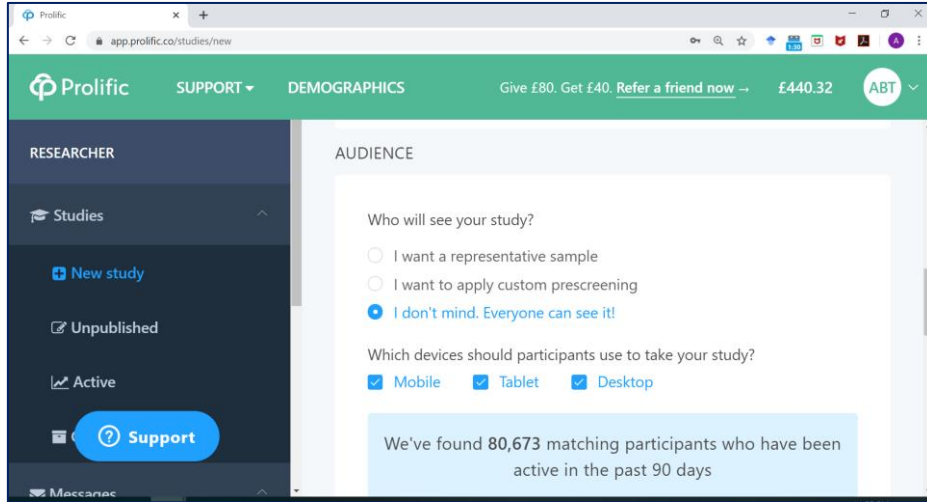 Prolific
app.prolific.co/studies/new
1:30
A
Prolific
SUPPORT
DEMOGRAPHICS
Give £80. Get £40. Refer a friend now →
£440.32
ABT
RESEARCHER
Studies
New study
Unpublished
Active
Support
Messages
AUDIENCE
Who will see your study?
I want a representative sample
I want to apply custom prescreening
I don't mind. Everyone can see it!
Which devices should participants use to take your study?
Mobile Tablet Desktop
We've found 80,673 matching participants who have been
active in the past 90 days